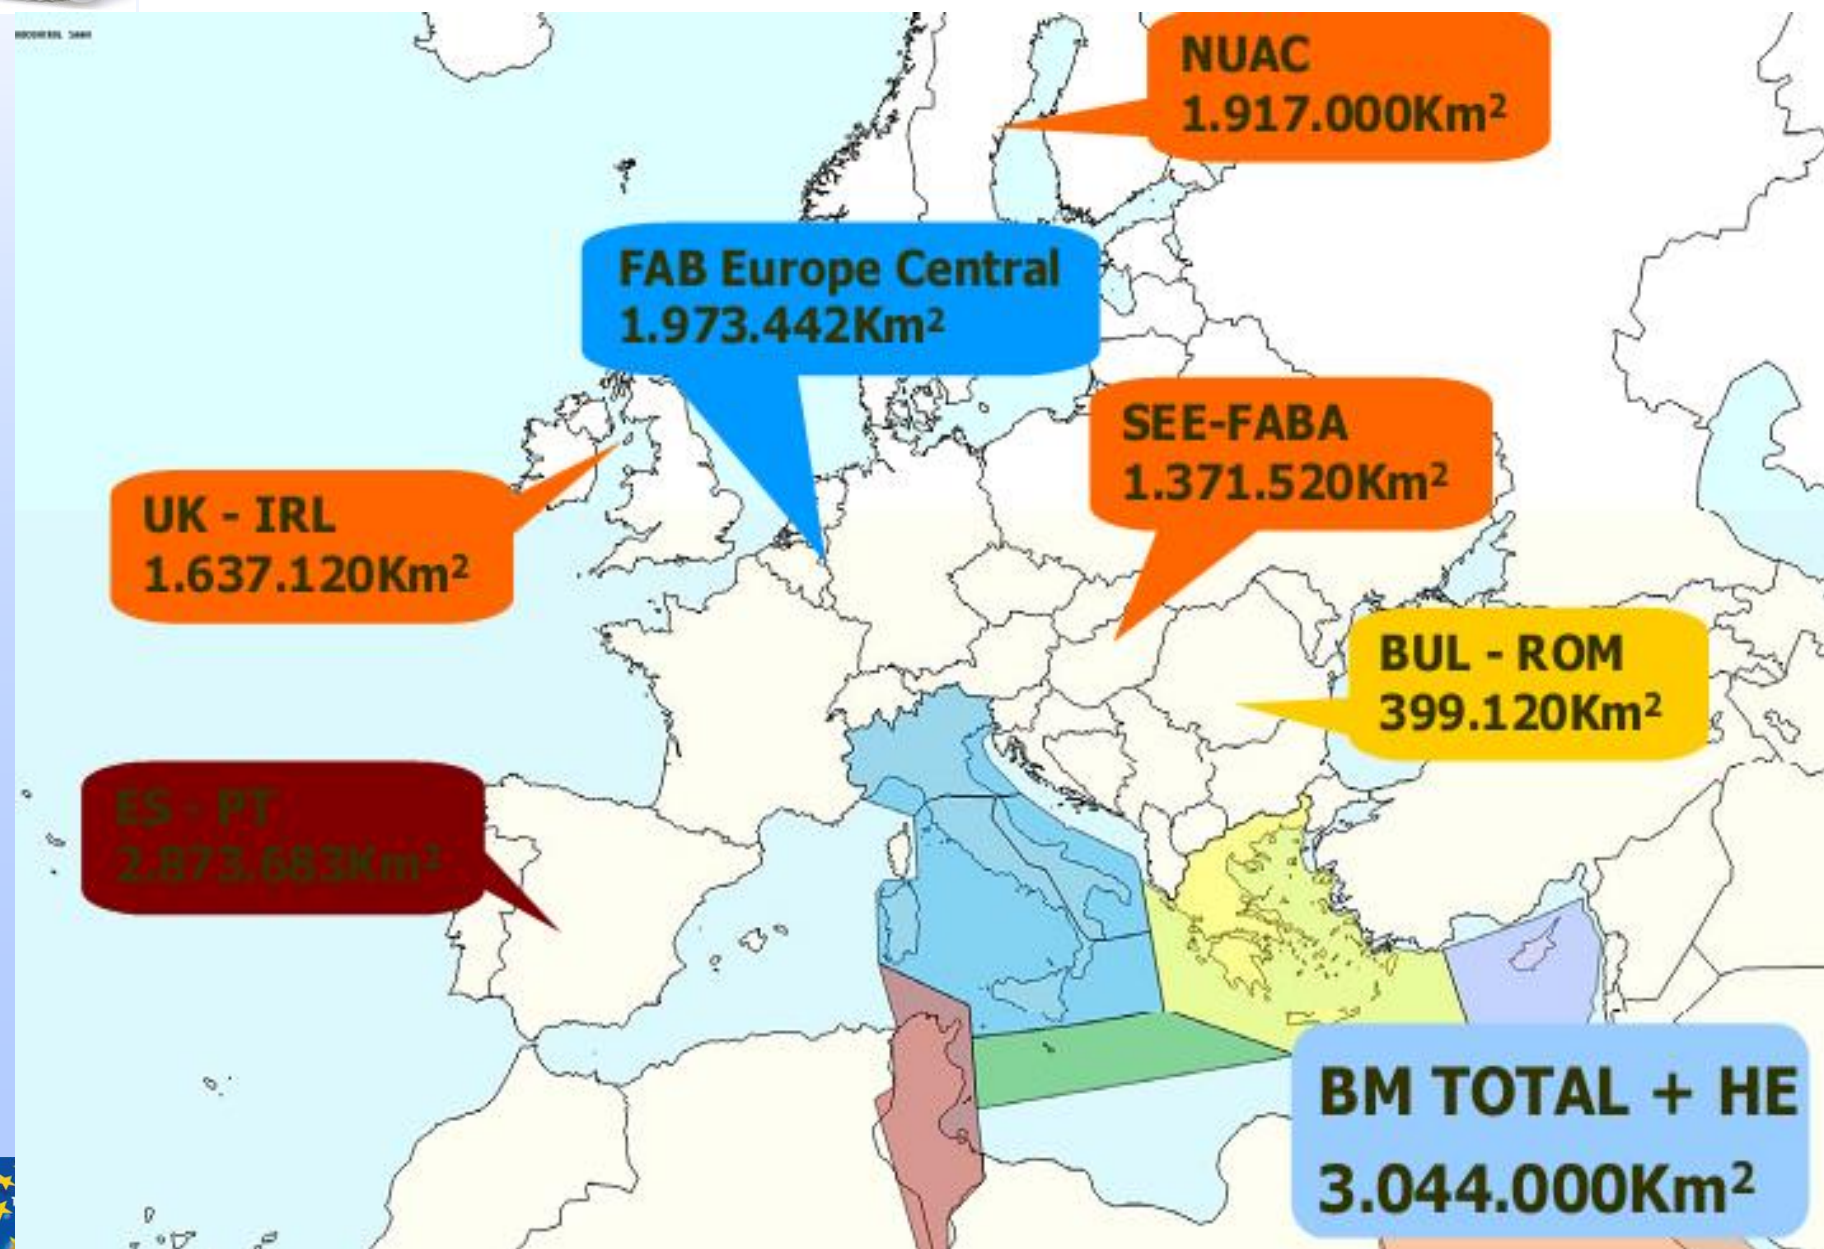 NUAC
1.917.000Km²
FAB Europe Central
1.973.442Km²
SEE-FABA
1.371.520Km²
UK - IRL
1.637.120Km²
BUL - ROM
399.120Km²
ES - PT
2.873.683Km²
BM TOTAL + HE
3.044.000Km²